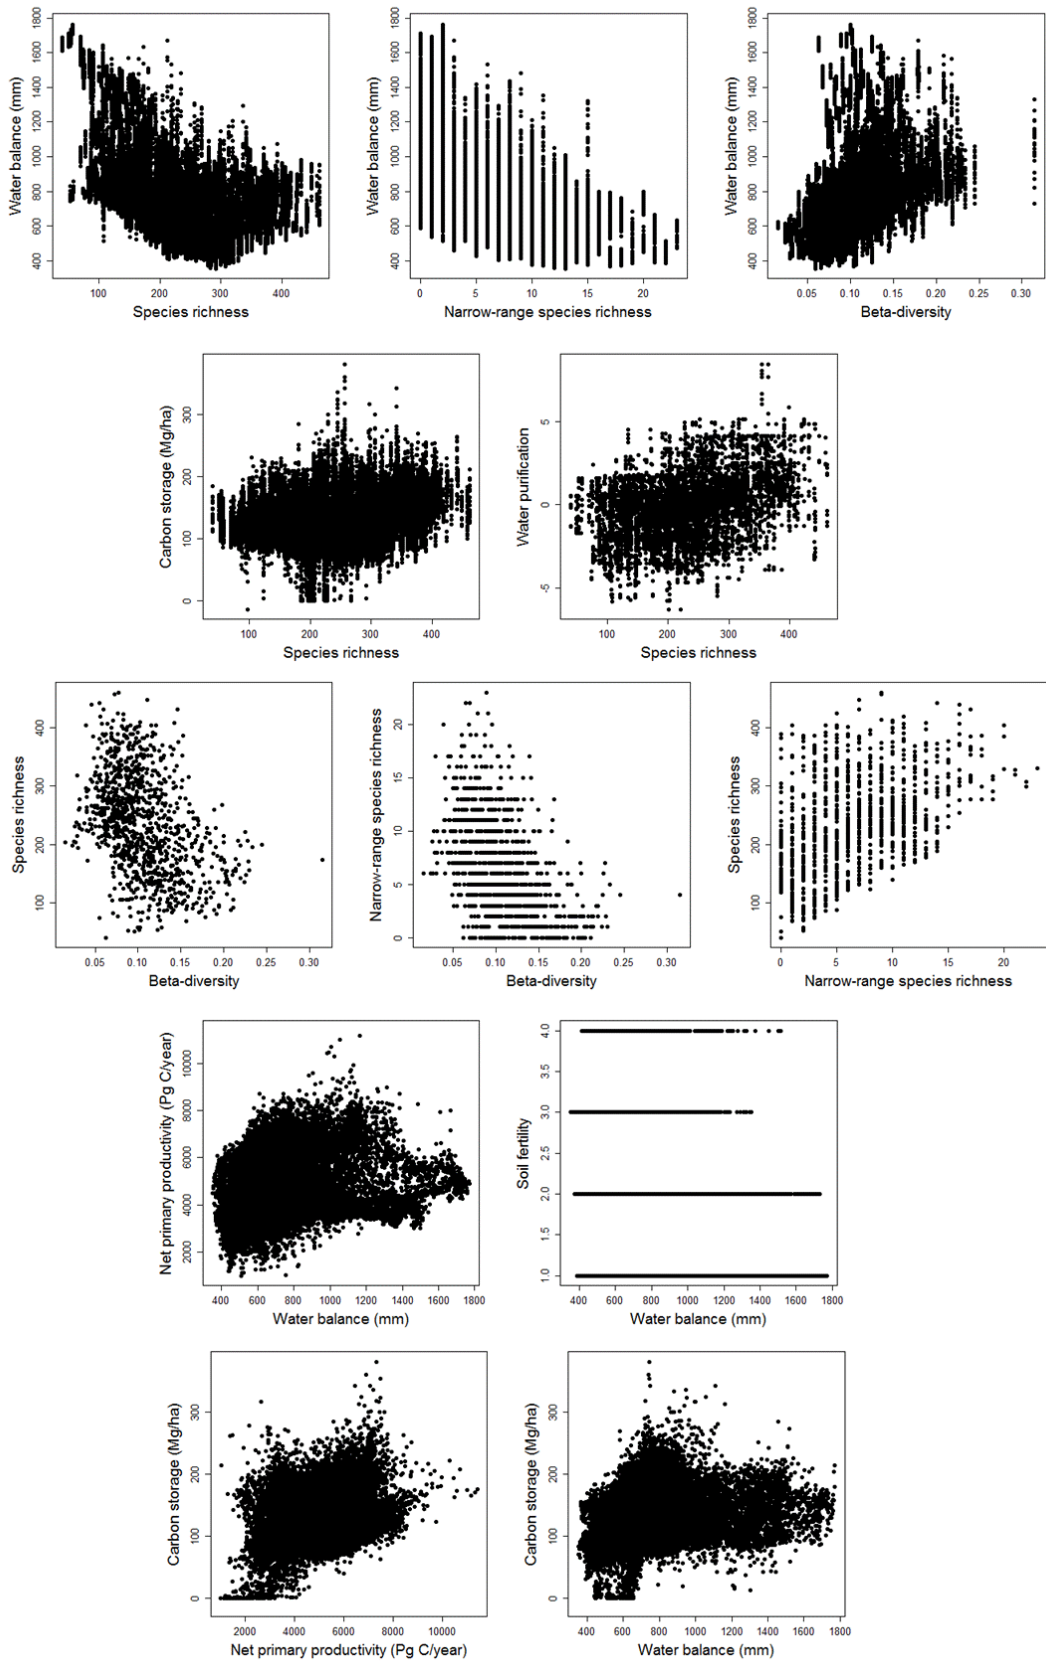 Water balance (mm)
400 600 800 1000 1200 1400 1600 1800
100 200 300 400
Species richness
Water balance (mm)
400 600 800 1000 1200 1400 1600 1800
0 5 10 15 20
Narrow-range species richness
Water balance (mm)
400 600 800 1000 1200 1400 1600 1800
0.05 0.10 0.15 0.20 0.25 0.30
Beta-diversity
Carbon storage (Mg/ha)
0 100 200 300
100 200 300 400
Species richness
Water purification
-5 0 5
100 200 300 400
Species richness
Species richness
100 200 300 400
0.05 0.10 0.15 0.20 0.25 0.30
Beta-diversity
Narrow-range species richness
0 5 10 15 20
0.05 0.10 0.15 0.20 0.25 0.30
Beta-diversity
Species richness
100 200 300 400
0 5 10 15 20
Narrow-range species richness
Net primary productivity (Pg C/year)
2000 4000 6000 8000 10000
400 600 800 1000 1200 1400 1600 1800
Water balance (mm)
Soil fertility
1.0 1.5 2.0 2.5 3.0 3.5 4.0
400 600 800 1000 1200 1400 1600 1800
Water balance (mm)
Carbon storage (Mg/ha)
0 100 200 300
2000 4000 6000 8000 10000
Net primary productivity (Pg C/year)
Carbon storage (Mg/ha)
0 100 200 300
400 600 800 1000 1200 1400 1600 1800
Water balance (mm)